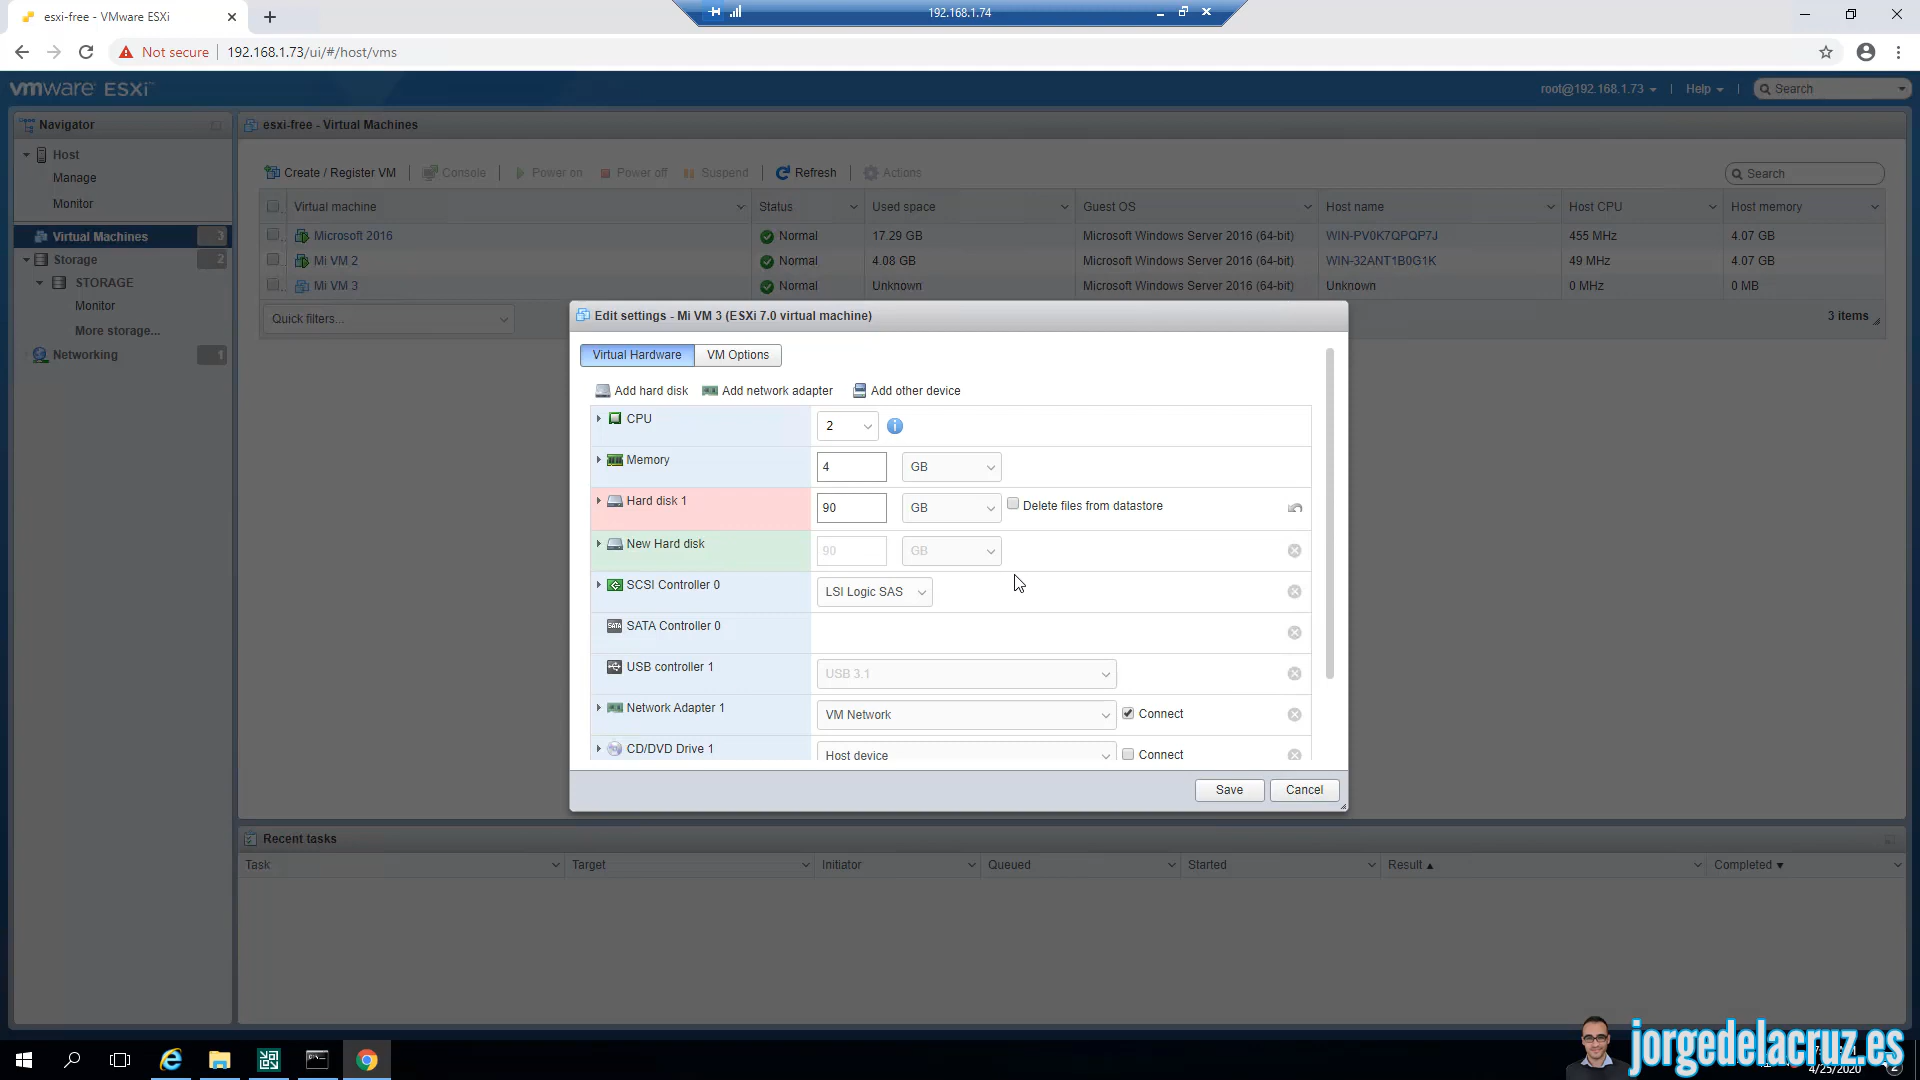 esxi-free - VMware ESXi
192.168.1.74
Not secure
192.168.1.73/ui/#/host/vms
vmware ESXi
root@192.168.1.73
Help
Search
Navigator
esxi-free - Virtual Machines
Host
Manage
Monitor
Virtual Machines 3
Storage 2
STORAGE
Monitor
More storage...
Networking 1
Create / Register VM
Console
Power on
Power off
Suspend
Refresh
Actions
Search
Virtual machine Status Used space Guest OS Host name Host CPU Host memory
Microsoft 2016 Normal 17.29 GB Microsoft Windows Server 2016 (64-bit) WIN-PV0K7QPQP7J 455 MHz 4.07 GB
Mi VM 2 Normal 4.08 GB Microsoft Windows Server 2016 (64-bit) WIN-32ANT1B0G1K 49 MHz 4.07 GB
Mi VM 3 Normal Unknown Microsoft Windows Server 2016 (64-bit) Unknown 0 MHz 0 MB
Quick filters...
3 items
Edit settings - Mi VM 3 (ESXi 7.0 virtual machine)
Virtual Hardware
VM Options
Add hard disk
Add network adapter
Add other device
CPU 2
Memory 4 GB
Hard disk 1 90 GB Delete files from datastore
New Hard disk 90 GB
SCSI Controller 0 LSI Logic SAS
SATA Controller 0
USB controller 1 USB 3.1
Network Adapter 1 VM Network Connect
CD/DVD Drive 1 Host device Connect
Save
Cancel
Recent tasks
Task Target Initiator Queued Started Result Completed
jorgedelacruz.es
4/25/2020
2